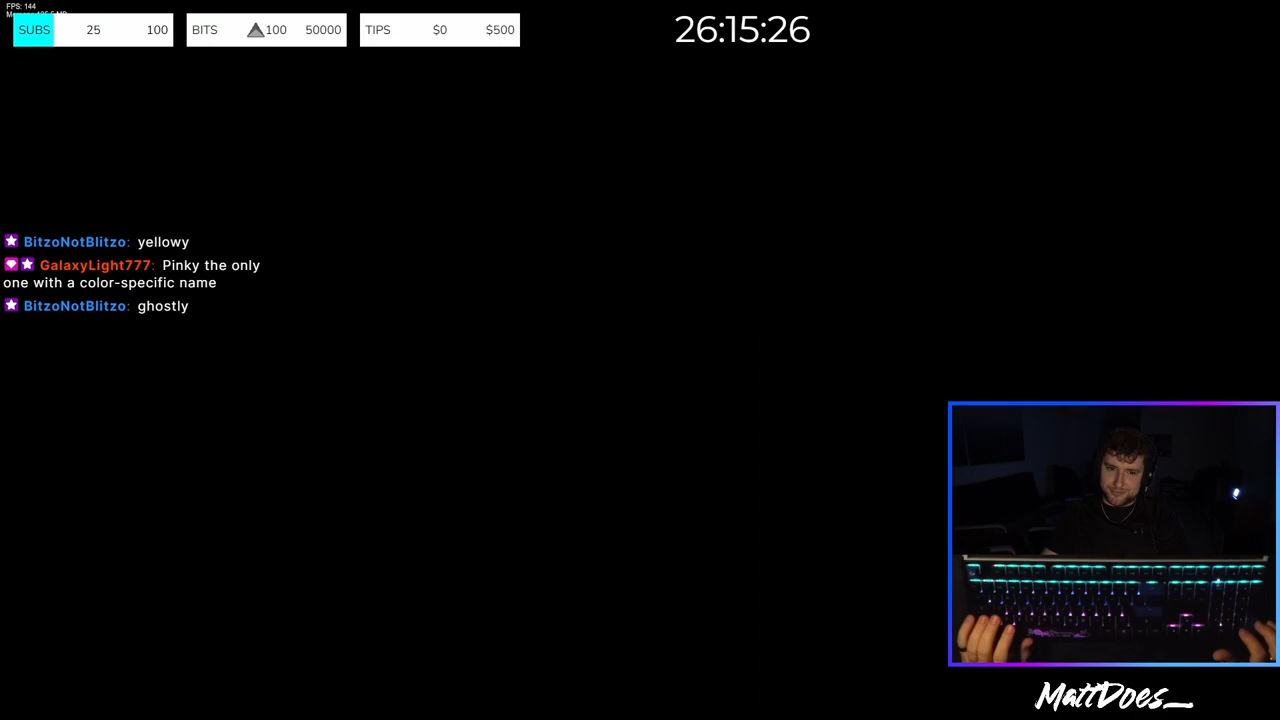 FPS: 144
SUBS 25 100 BITS 100 50000 TIPS $0 $500
26:15:26
BitzoNotBlitzo: yellowy
GalaxyLight777: Pinky the only
one with a color-specific name
BitzoNotBlitzo: ghostly
MattDoes_